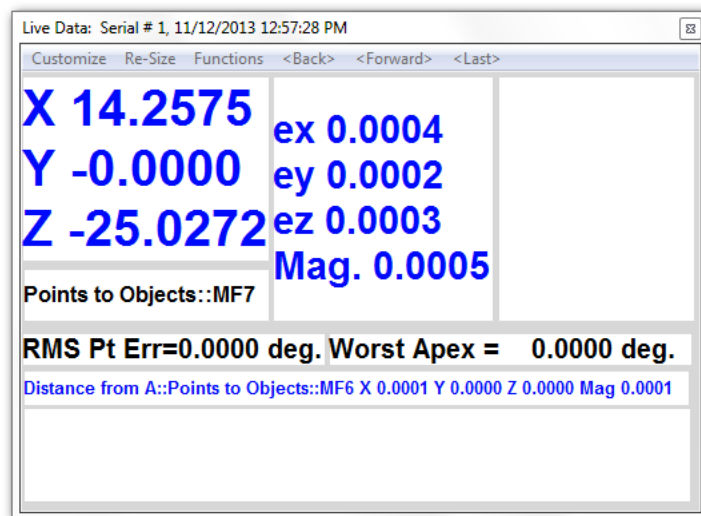 Live Data: Serial # 1, 11/12/2013 12:57:28 PM
Customize Re-Size Functions <Back> <Forward> <Last>
X 14.2575
Y -0.0000
Z -25.0272
Points to Objects::MF7
ex 0.0004
ey 0.0002
ez 0.0003
Mag. 0.0005
RMS Pt Err=0.0000 deg. Worst Apex = 0.0000 deg.
Distance from A::Points to Objects::MF6 X 0.0001 Y 0.0000 Z 0.0000 Mag 0.0001